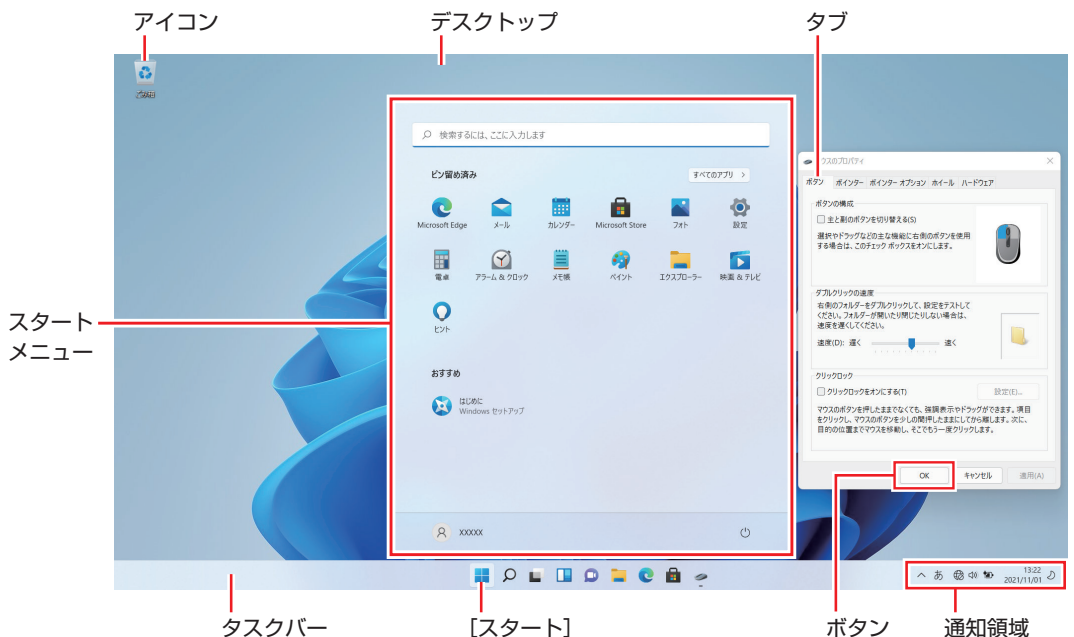 アイコン
デスクトップ
タブ
ごみ箱
検索するには、ここに入力します
ピン留め済み
すべてのアプリ >
Microsoft Edge
メール
カレンダー
Microsoft Store
フォト
設定
電卓
アラーム & クロック
メモ帳
ペイント
エクスプローラー
映画 & テレビ
ヒント
おすすめ
はじめに
Windows セットアップ
XXXXX
スタート
メニュー
マウスのプロパティ
ボタン ポインター ポインター オプション ホイール ハードウェア
ボタンの構成
主と副のボタンを切り替える(S)
選択やドラッグなどの主な機能に右側のボタンを使用
する場合は、このチェック ボックスをオンにします。
ダブルクリックの速度
右側のフォルダーをダブルクリックして、設定をテストして
ください。フォルダーが開いたり閉じたりしない場合は、
速度を遅くしてください。
速度(D): 遅く 速く
クリックロック
クリックロックをオンにする(T)
設定(E)...
マウスのボタンを押したままでなくても、強調表示やドラッグができます。項目
をクリックし、マウスのボタンを少しの間押したままにしてから離します。次に、
目的の位置までマウスを移動し、そこでもう一度クリックします。
OK キャンセル 適用(A)
あ
13:22
2021/11/01
タスクバー
[スタート]
ボタン
通知領域